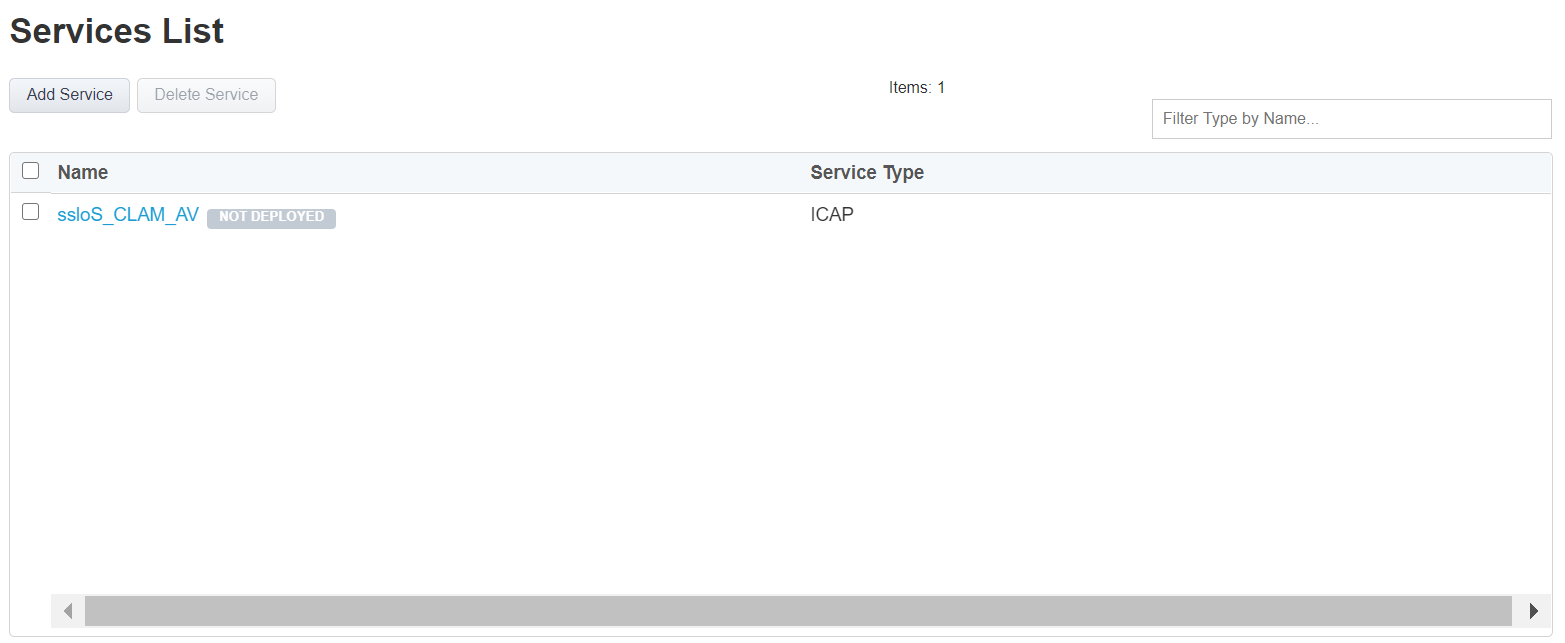 Services List
Add Service Delete Service
Items: 1
Filter Type by Name...
Name Service Type
ssloS_CLAM_AV NOT DEPLOYED ICAP